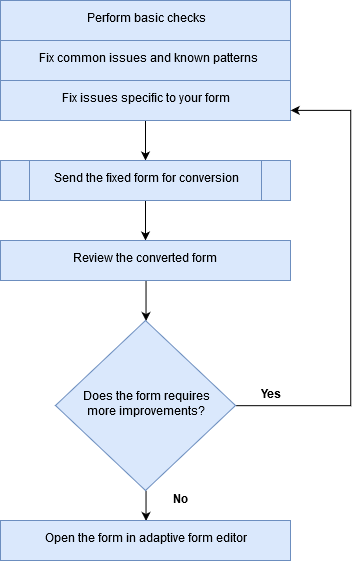 Perform basic checks
Fix common issues and known patterns
Fix issues specific to your form
Send the fixed form for conversion
Review the converted form
Does the form requires
more improvements?
Yes
No
Open the form in adaptive form editor